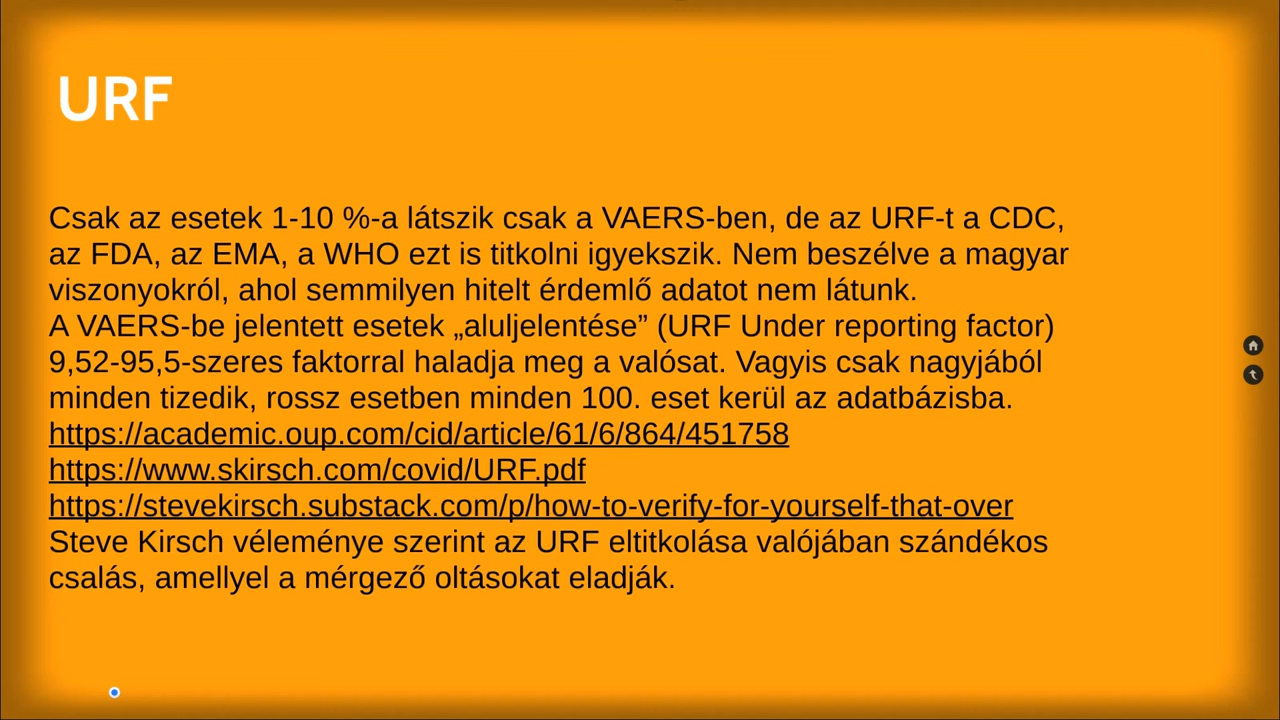 URF
Csak az esetek 1-10 %-a látszik csak a VAERS-ben, de az URF-t a CDC,
az FDA, az EMA, a WHO ezt is titkolni igyekszik. Nem beszélve a magyar
viszonyokról, ahol semmilyen hitelt érdemlő adatot nem látunk.
A VAERS-be jelentett esetek „aluljelentése” (URF Under reporting factor)
9,52-95,5-szeres faktorral haladja meg a valósat. Vagyis csak nagyjából
minden tizedik, rossz esetben minden 100. eset kerül az adatbázisba.
https://academic.oup.com/cid/article/61/6/864/451758
https://www.skirsch.com/covid/URF.pdf
https://stevekirsch.substack.com/p/how-to-verify-for-yourself-that-over
Steve Kirsch véleménye szerint az URF eltitkolása valójában szándékos
csalás, amellyel a mérgező oltásokat eladják.